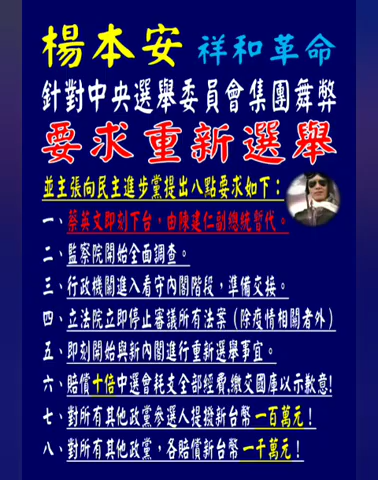 楊本安 祥和革命
針對中央選舉委員會集團舞弊
要求重新選舉
並主張向民主進步黨提出八點要求如下：
一、蔡英文即刻下台，由陳建仁副總統暫代。
二、監察院開始全面調查。
三、行政機關進入看守內閣階段，準備交接。
四、立法院立即停止審議所有法案（除疫情相關者外）
五、即刻開始與新內閣進行重新選舉事宜。
六、賠償十倍中選會耗支全部經費,繳交國庫以示歉意!
七、對所有其他政黨參選人提撥新台幣一百萬元！
八、對所有其他政黨，各賠償新台幣一千萬元！